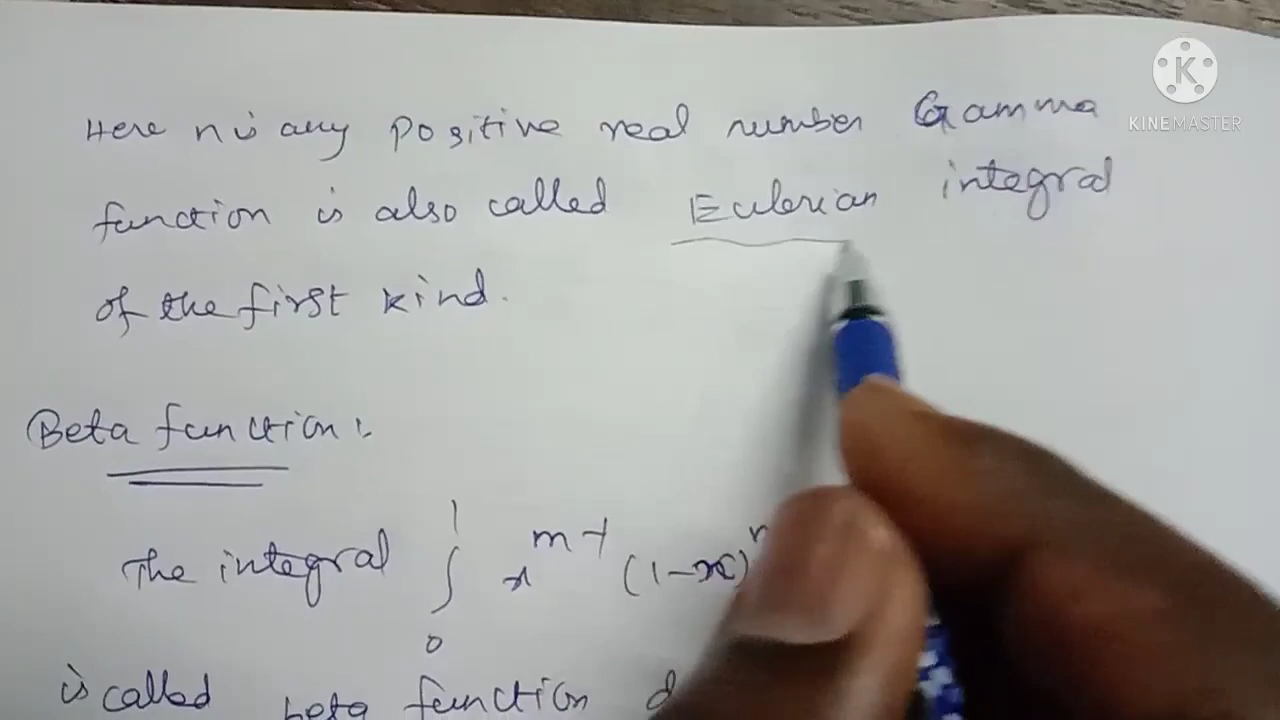 KINEMASTER
Here n is any positive real number Gamma
function is also called Eulerian integral
of the first kind.
Beta function :
The integral ∫₀¹ x^{m-1} (1-x)^n
is called beta function